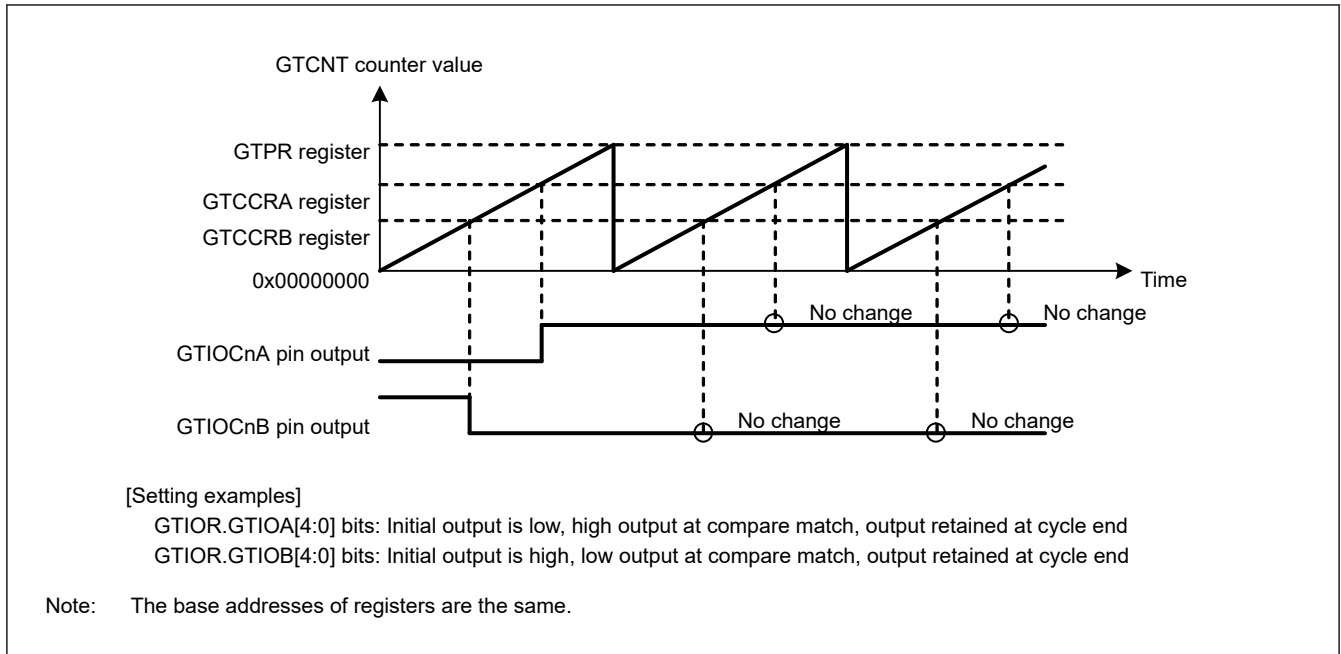 GTCNT counter value
GTPR register
GTCCRA register
GTCCRB register
0x00000000
Time
No change
No change
GTIOCnA pin output
No change
No change
GTIOCnB pin output
[Setting examples]
GTIOR.GTIOA[4:0] bits: Initial output is low, high output at compare match, output retained at cycle end
GTIOR.GTIOB[4:0] bits: Initial output is high, low output at compare match, output retained at cycle end
Note: The base addresses of registers are the same.